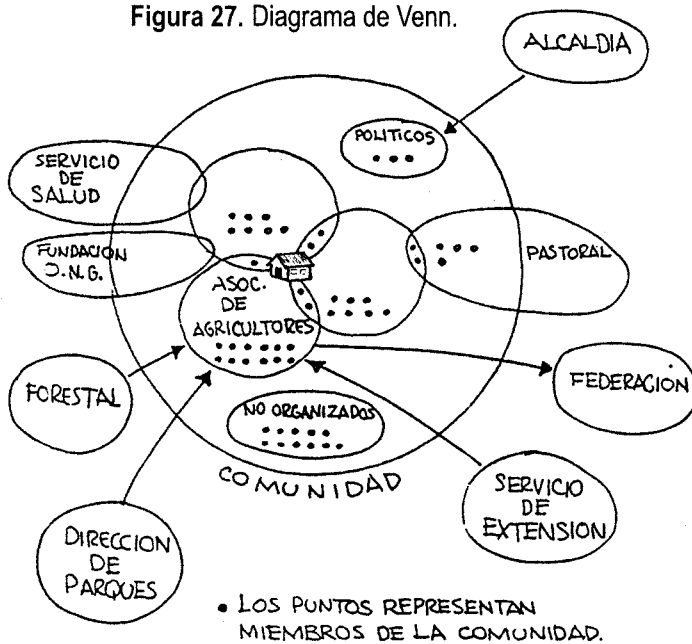 Figura 27. Diagrama de Venn.
ALCALDIA
POLITICOS
SERVICIO
DE
SALUD
FUNDACION
O.N.G.
PASTORAL
ASOC.
DE
AGRICULTORES
FORESTAL
FEDERACION
NO ORGANIZADOS
COMUNIDAD
SERVICIO
DE
EXTENSION
DIRECCION
DE
PARQUES
• LOS PUNTOS REPRESENTAN
MIEMBROS DE LA COMUNIDAD.